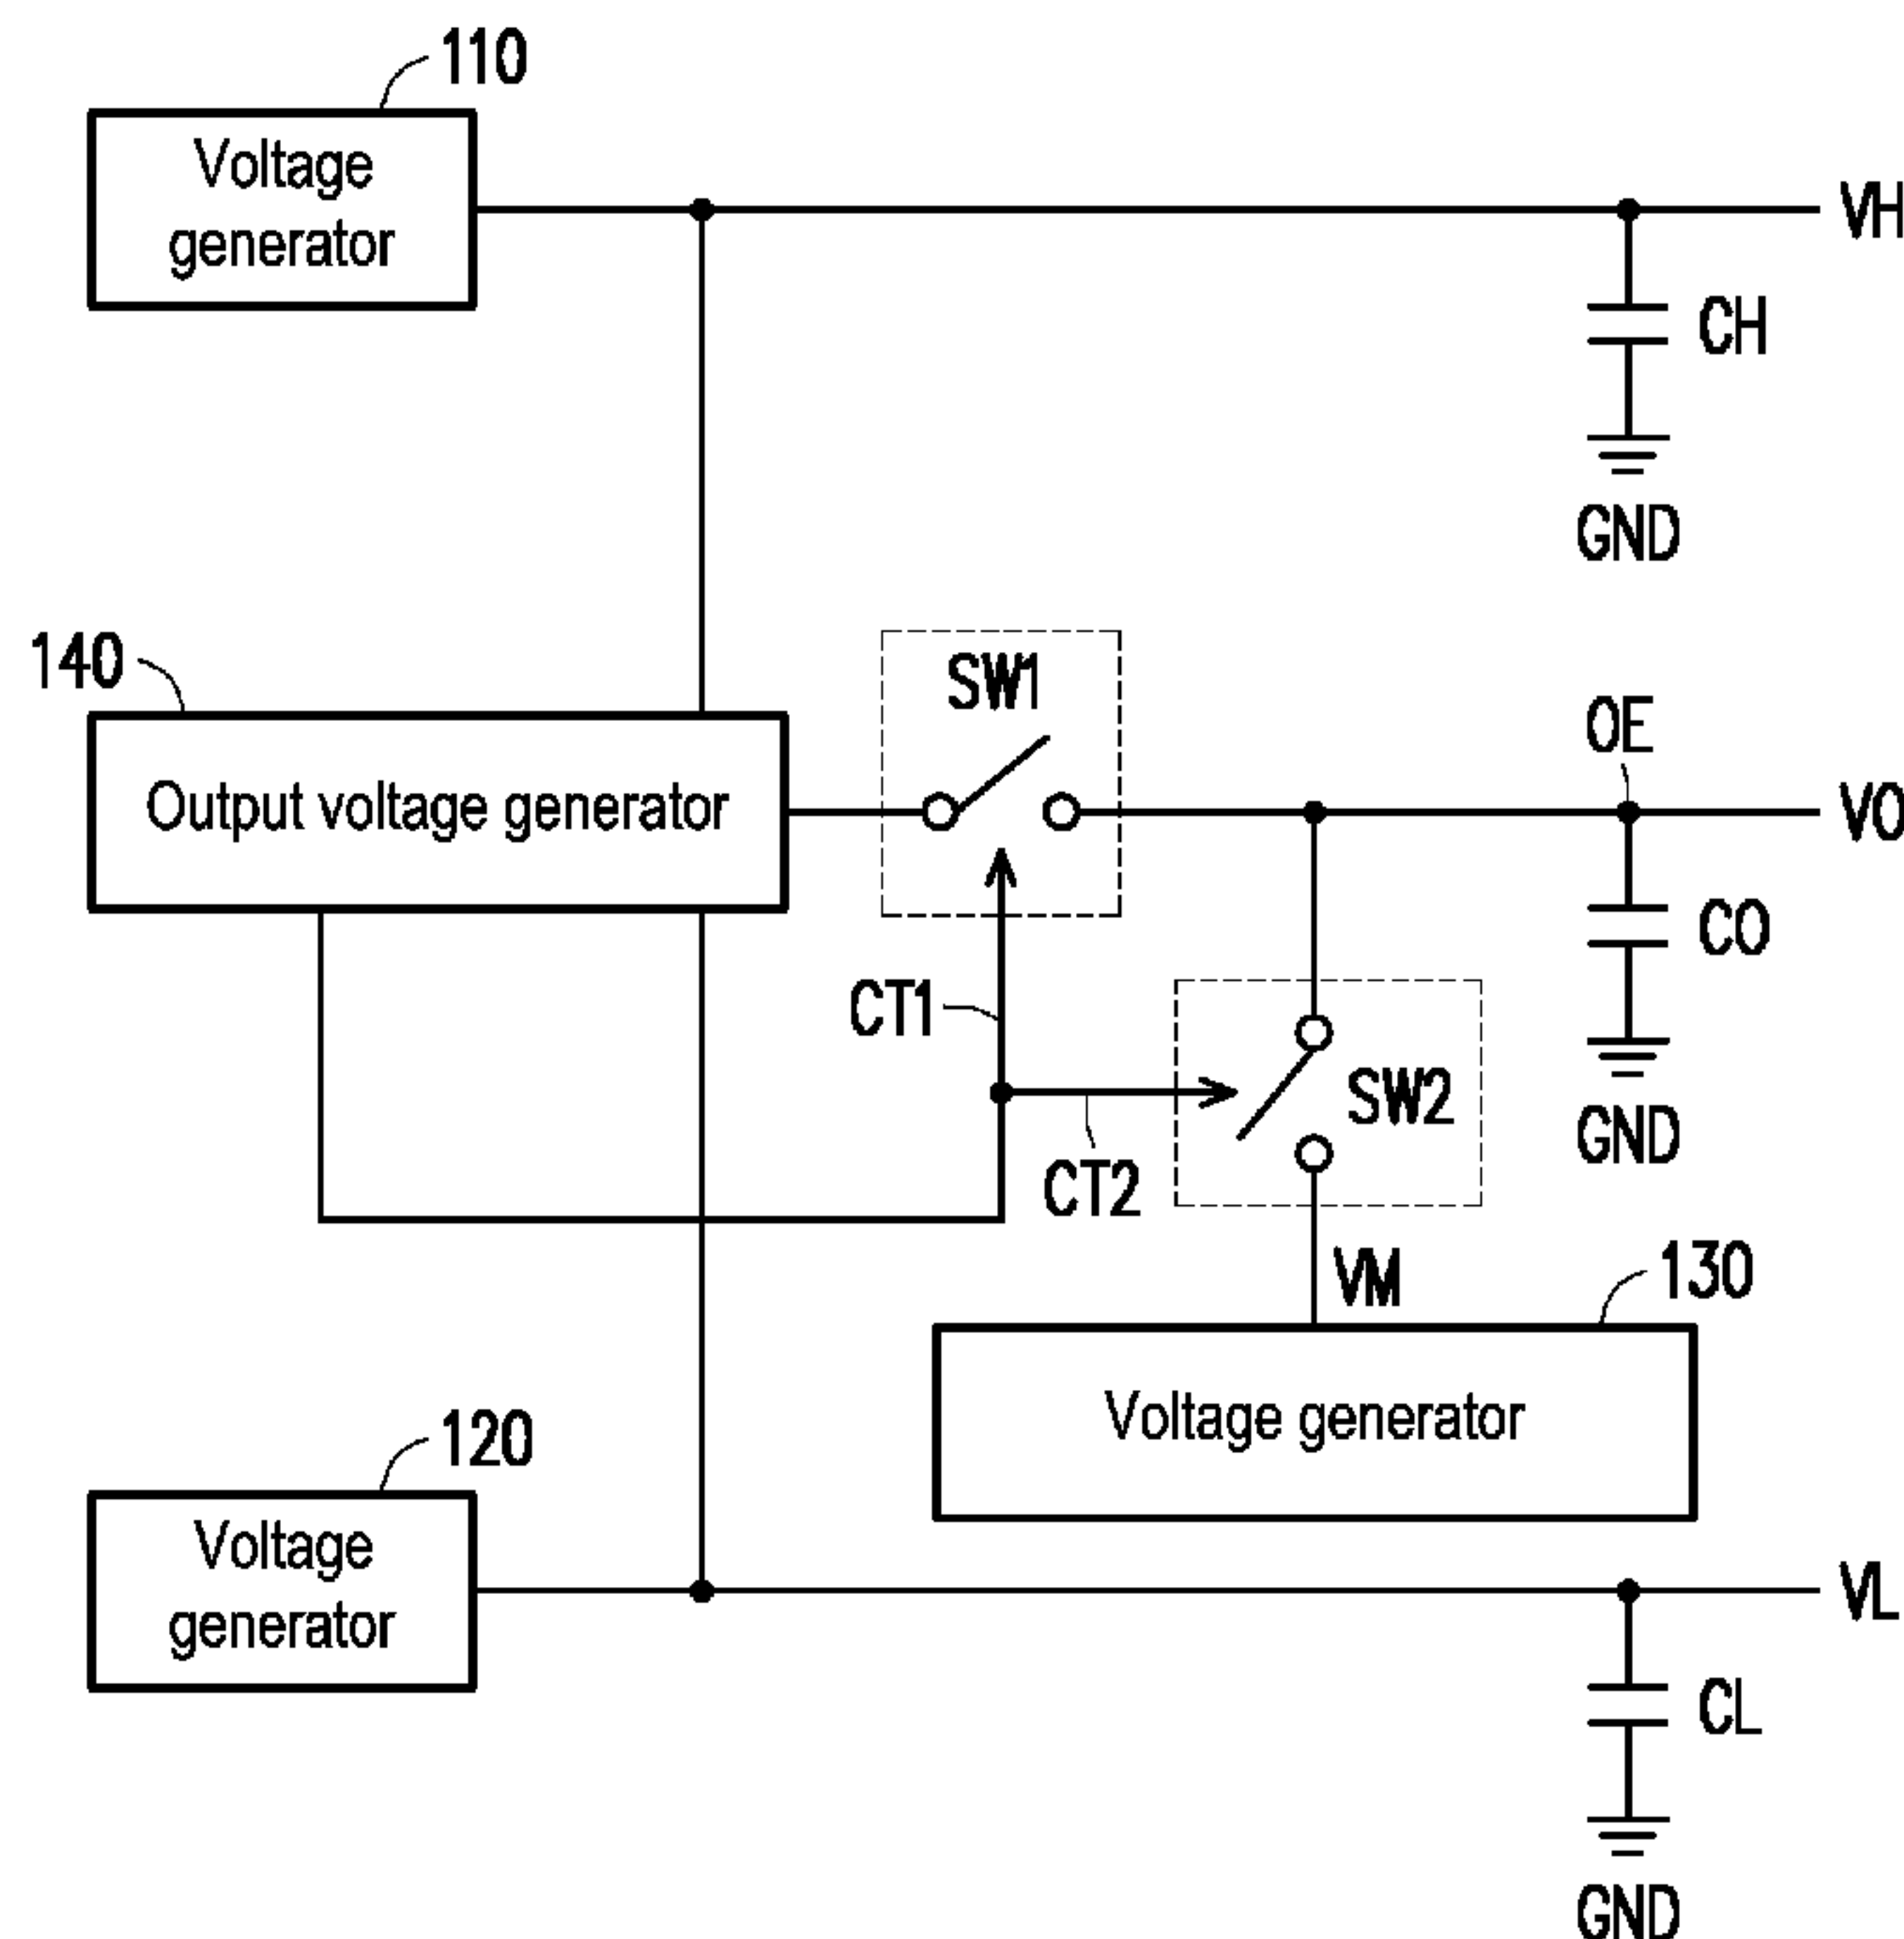 110
Voltage
generator
VH
CH
GND
140
SW1
OE
Output voltage generator
VO
CO
CT1
SW2
GND
CT2
VM
130
Voltage generator
120
Voltage
generator
VL
CL
GND